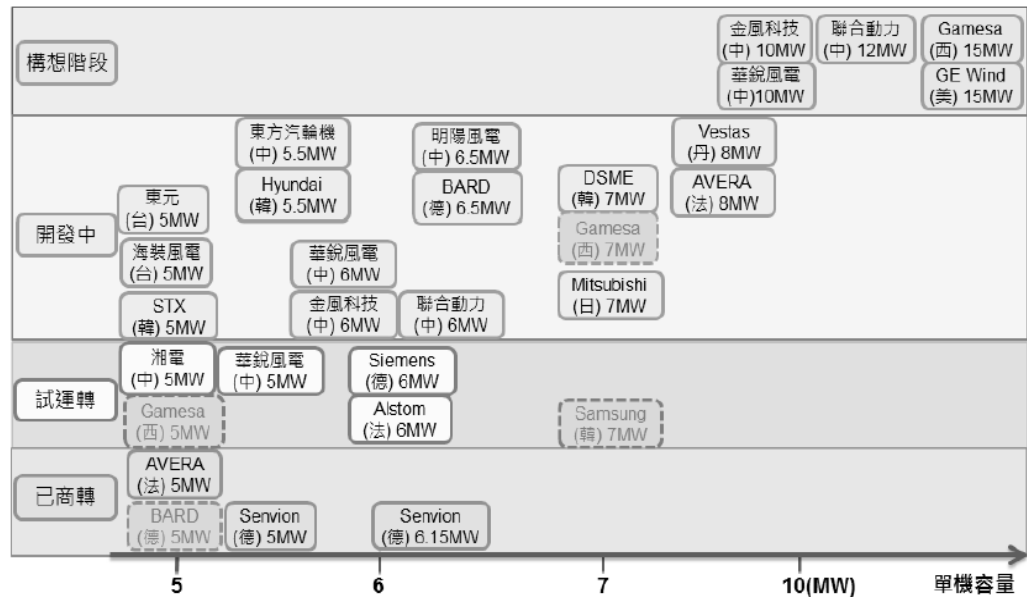 構想階段
金風科技
(中) 10MW
聯合動力
(中) 12MW
Gamesa
(西) 15MW
華銳風電
(中)10MW
GE Wind
(美) 15MW
開發中
東方汽輪機
(中) 5.5MW
明陽風電
(中) 6.5MW
Vestas
(丹) 8MW
Hyundai
(韓) 5.5MW
BARD
(德) 6.5MW
DSME
(韓) 7MW
AVERA
(法) 8MW
東元
(台) 5MW
Gamesa
(西) 7MW
海裝風電
(台) 5MW
華銳風電
(中) 6MW
Mitsubishi
(日) 7MW
STX
(韓) 5MW
金風科技
(中) 6MW
聯合動力
(中) 6MW
試運轉
湘電
(中) 5MW
華銳風電
(中) 5MW
Siemens
(德) 6MW
Gamesa
(西) 5MW
Alstom
(法) 6MW
Samsung
(韓) 7MW
已商轉
AVERA
(法) 5MW
BARD
(德) 5MW
Senvion
(德) 5MW
Senvion
(德) 6.15MW
5 6 7 10(MW) 單機容量